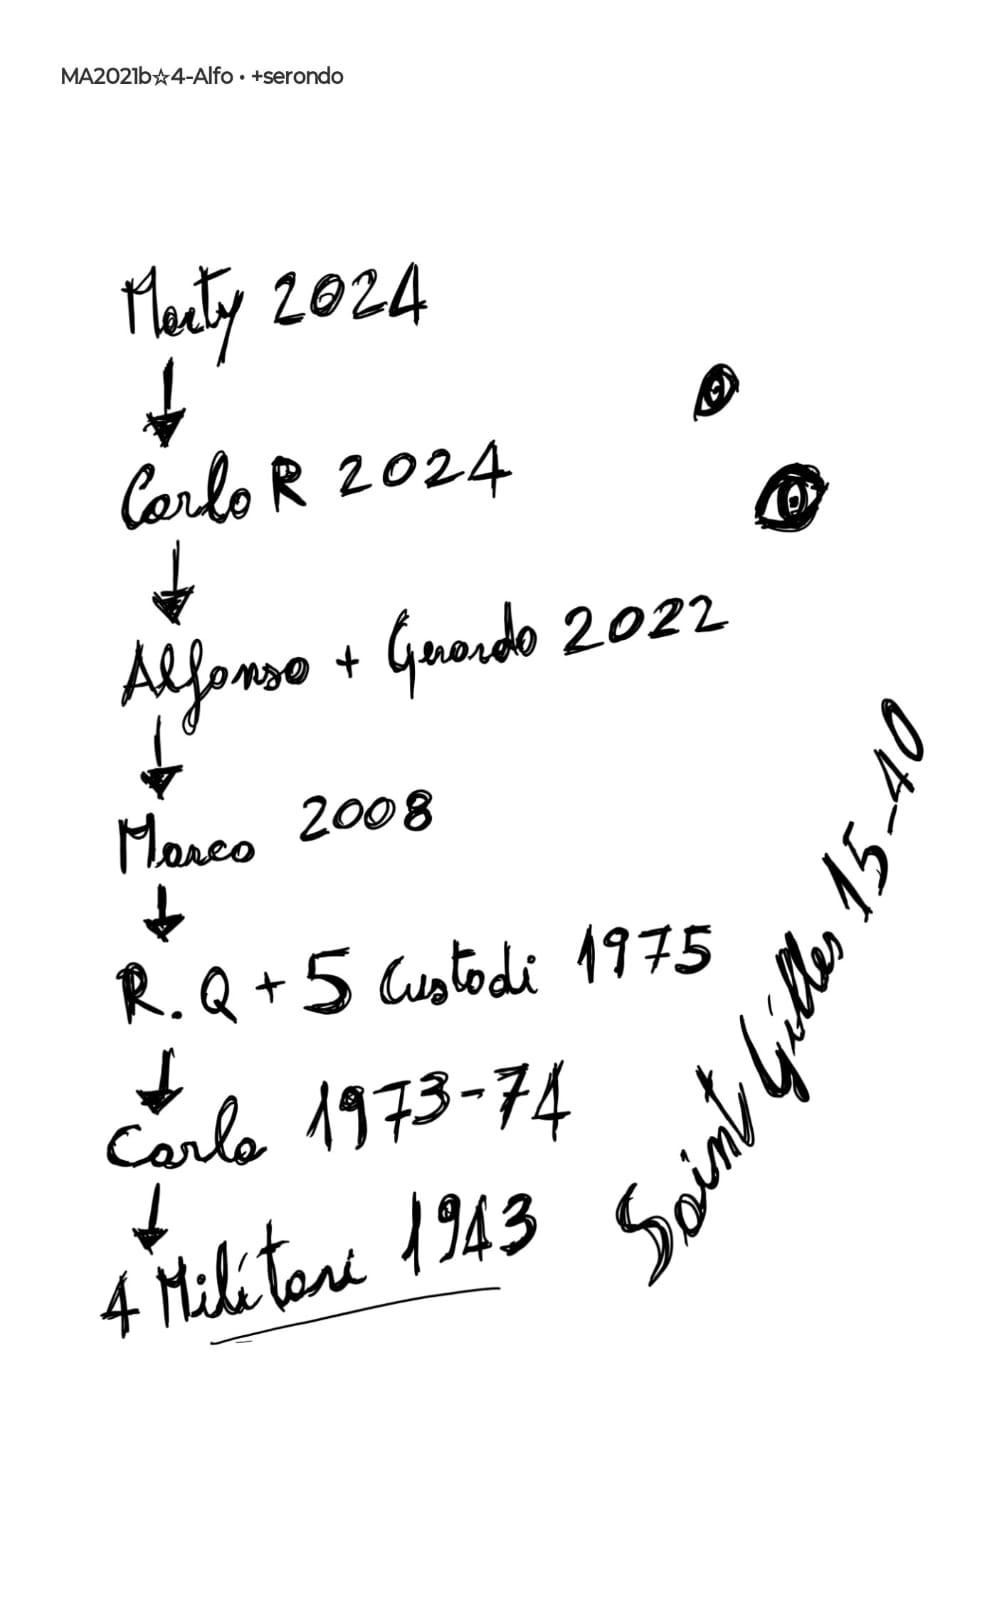 MA2021b☆4-Alfo • +serondo
Marty 2024
Carlo R 2024
Alfonso + Gerardo 2022
Marco 2008
R. Q + 5 Custodi 1975
Carlo 1973-74
4 Militari 1943
Saint Gilles 15-40